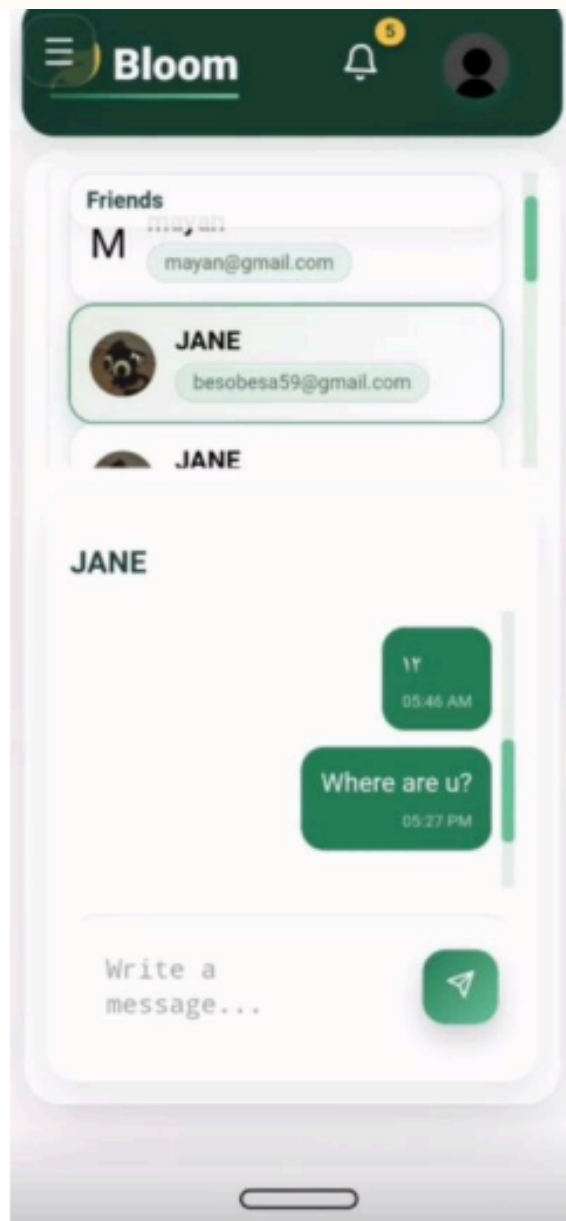 Bloom
5
Friends
mayan
M
mayan@gmail.com
JANE
besobesa59@gmail.com
JANE
JANE
١٢
05:46 AM
Where are u?
05:27 PM
Write a
message...